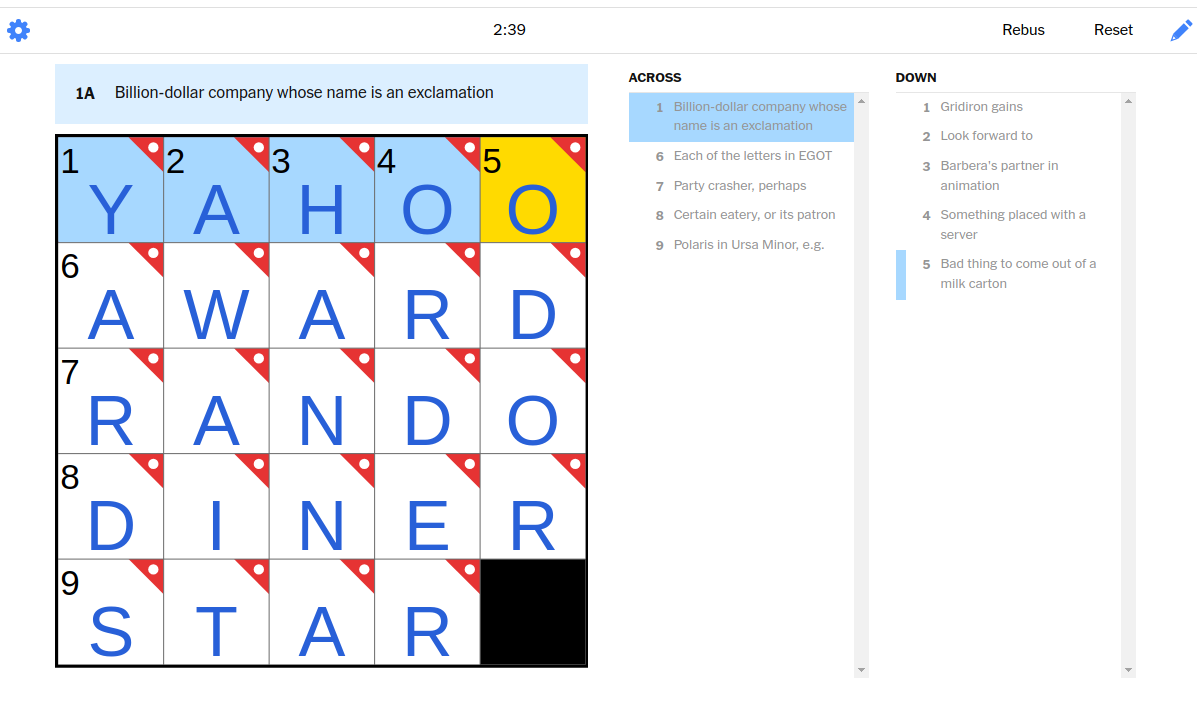 2:39
Rebus
Reset
1A Billion-dollar company whose name is an exclamation
1 Y 2 A 3 H 4 O 5 O
6 A W A R D
7 R A N D O
8 D I N E R
9 S T A R
ACROSS
1 Billion-dollar company whose
name is an exclamation
6 Each of the letters in EGOT
7 Party crasher, perhaps
8 Certain eatery, or its patron
9 Polaris in Ursa Minor, e.g.
DOWN
1 Gridiron gains
2 Look forward to
3 Barbera's partner in
animation
4 Something placed with a
server
5 Bad thing to come out of a
milk carton